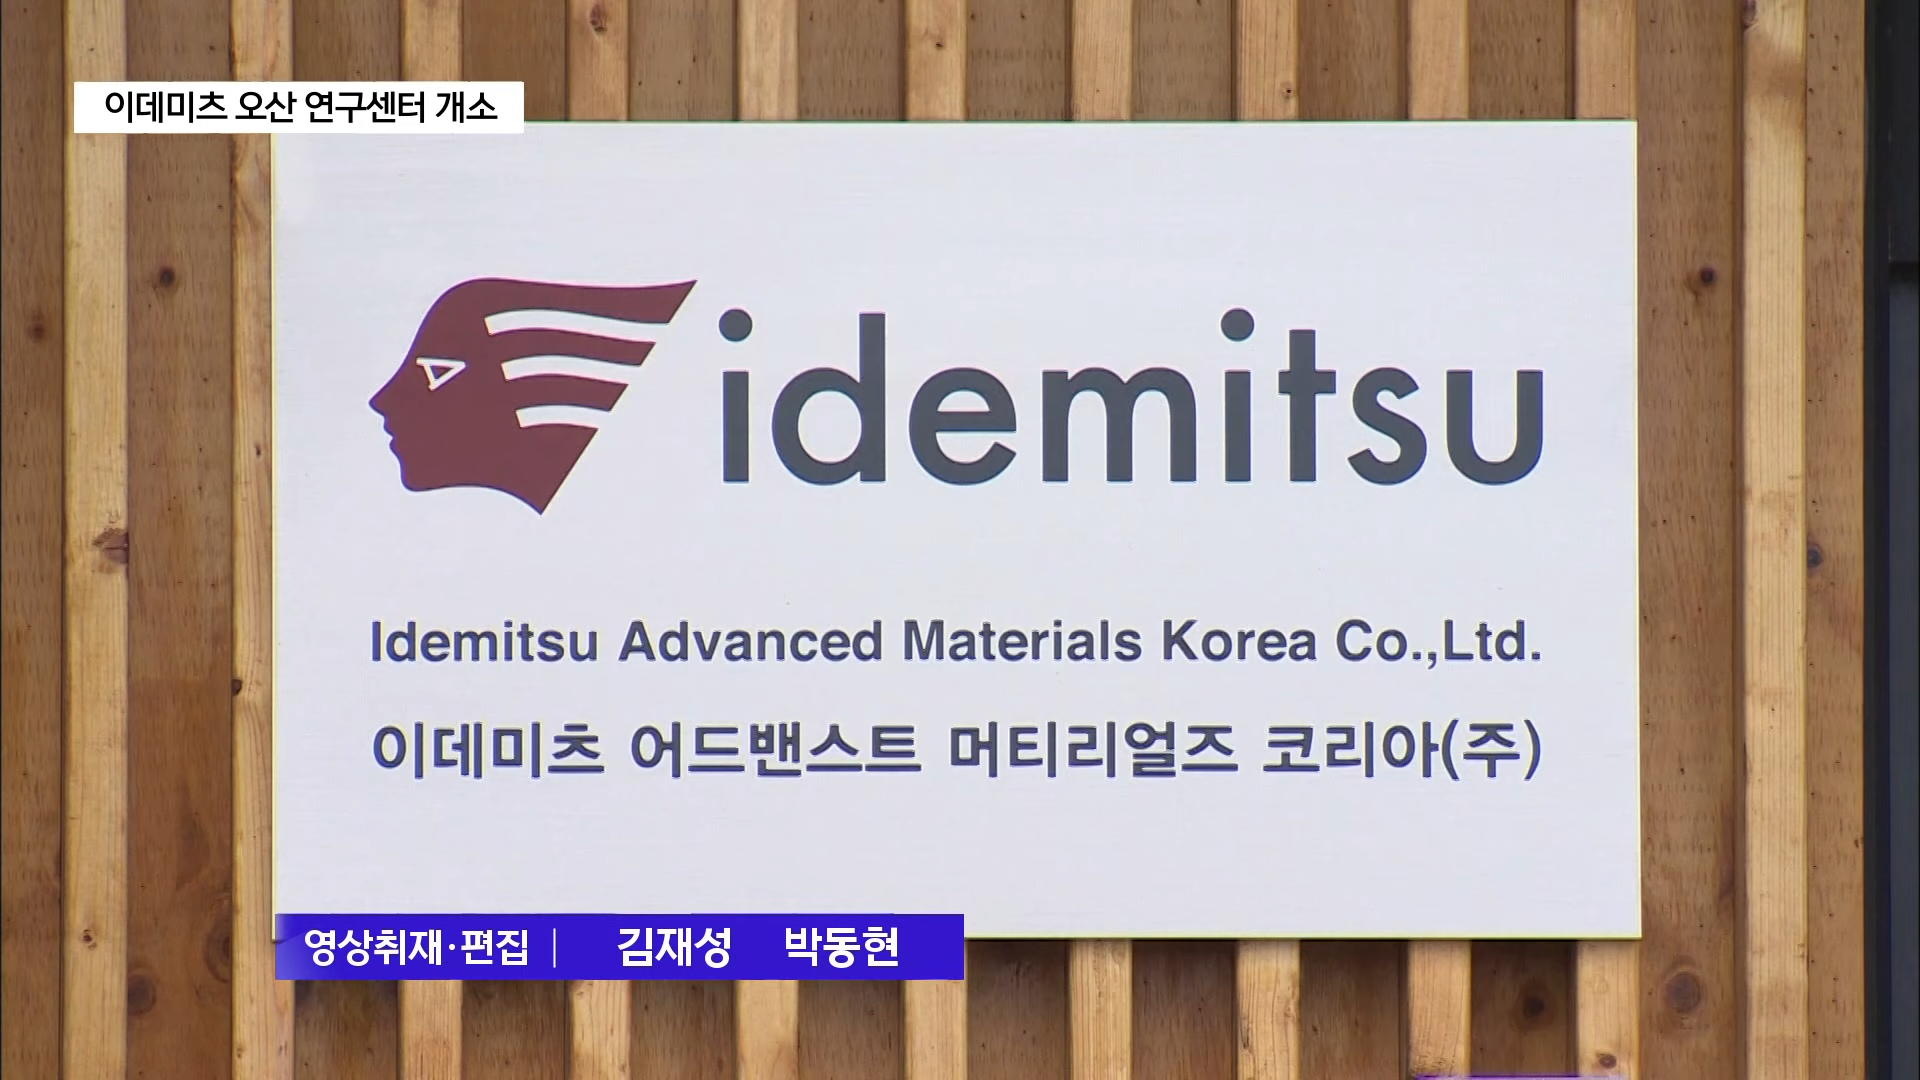 이데미츠 오산 연구센터 개소
idemitsu
Idemitsu Advanced Materials Korea Co.,Ltd.
이데미츠 어드밴스트 머티리얼즈 코리아(주)
영상취재·편집 | 김재성 박동현